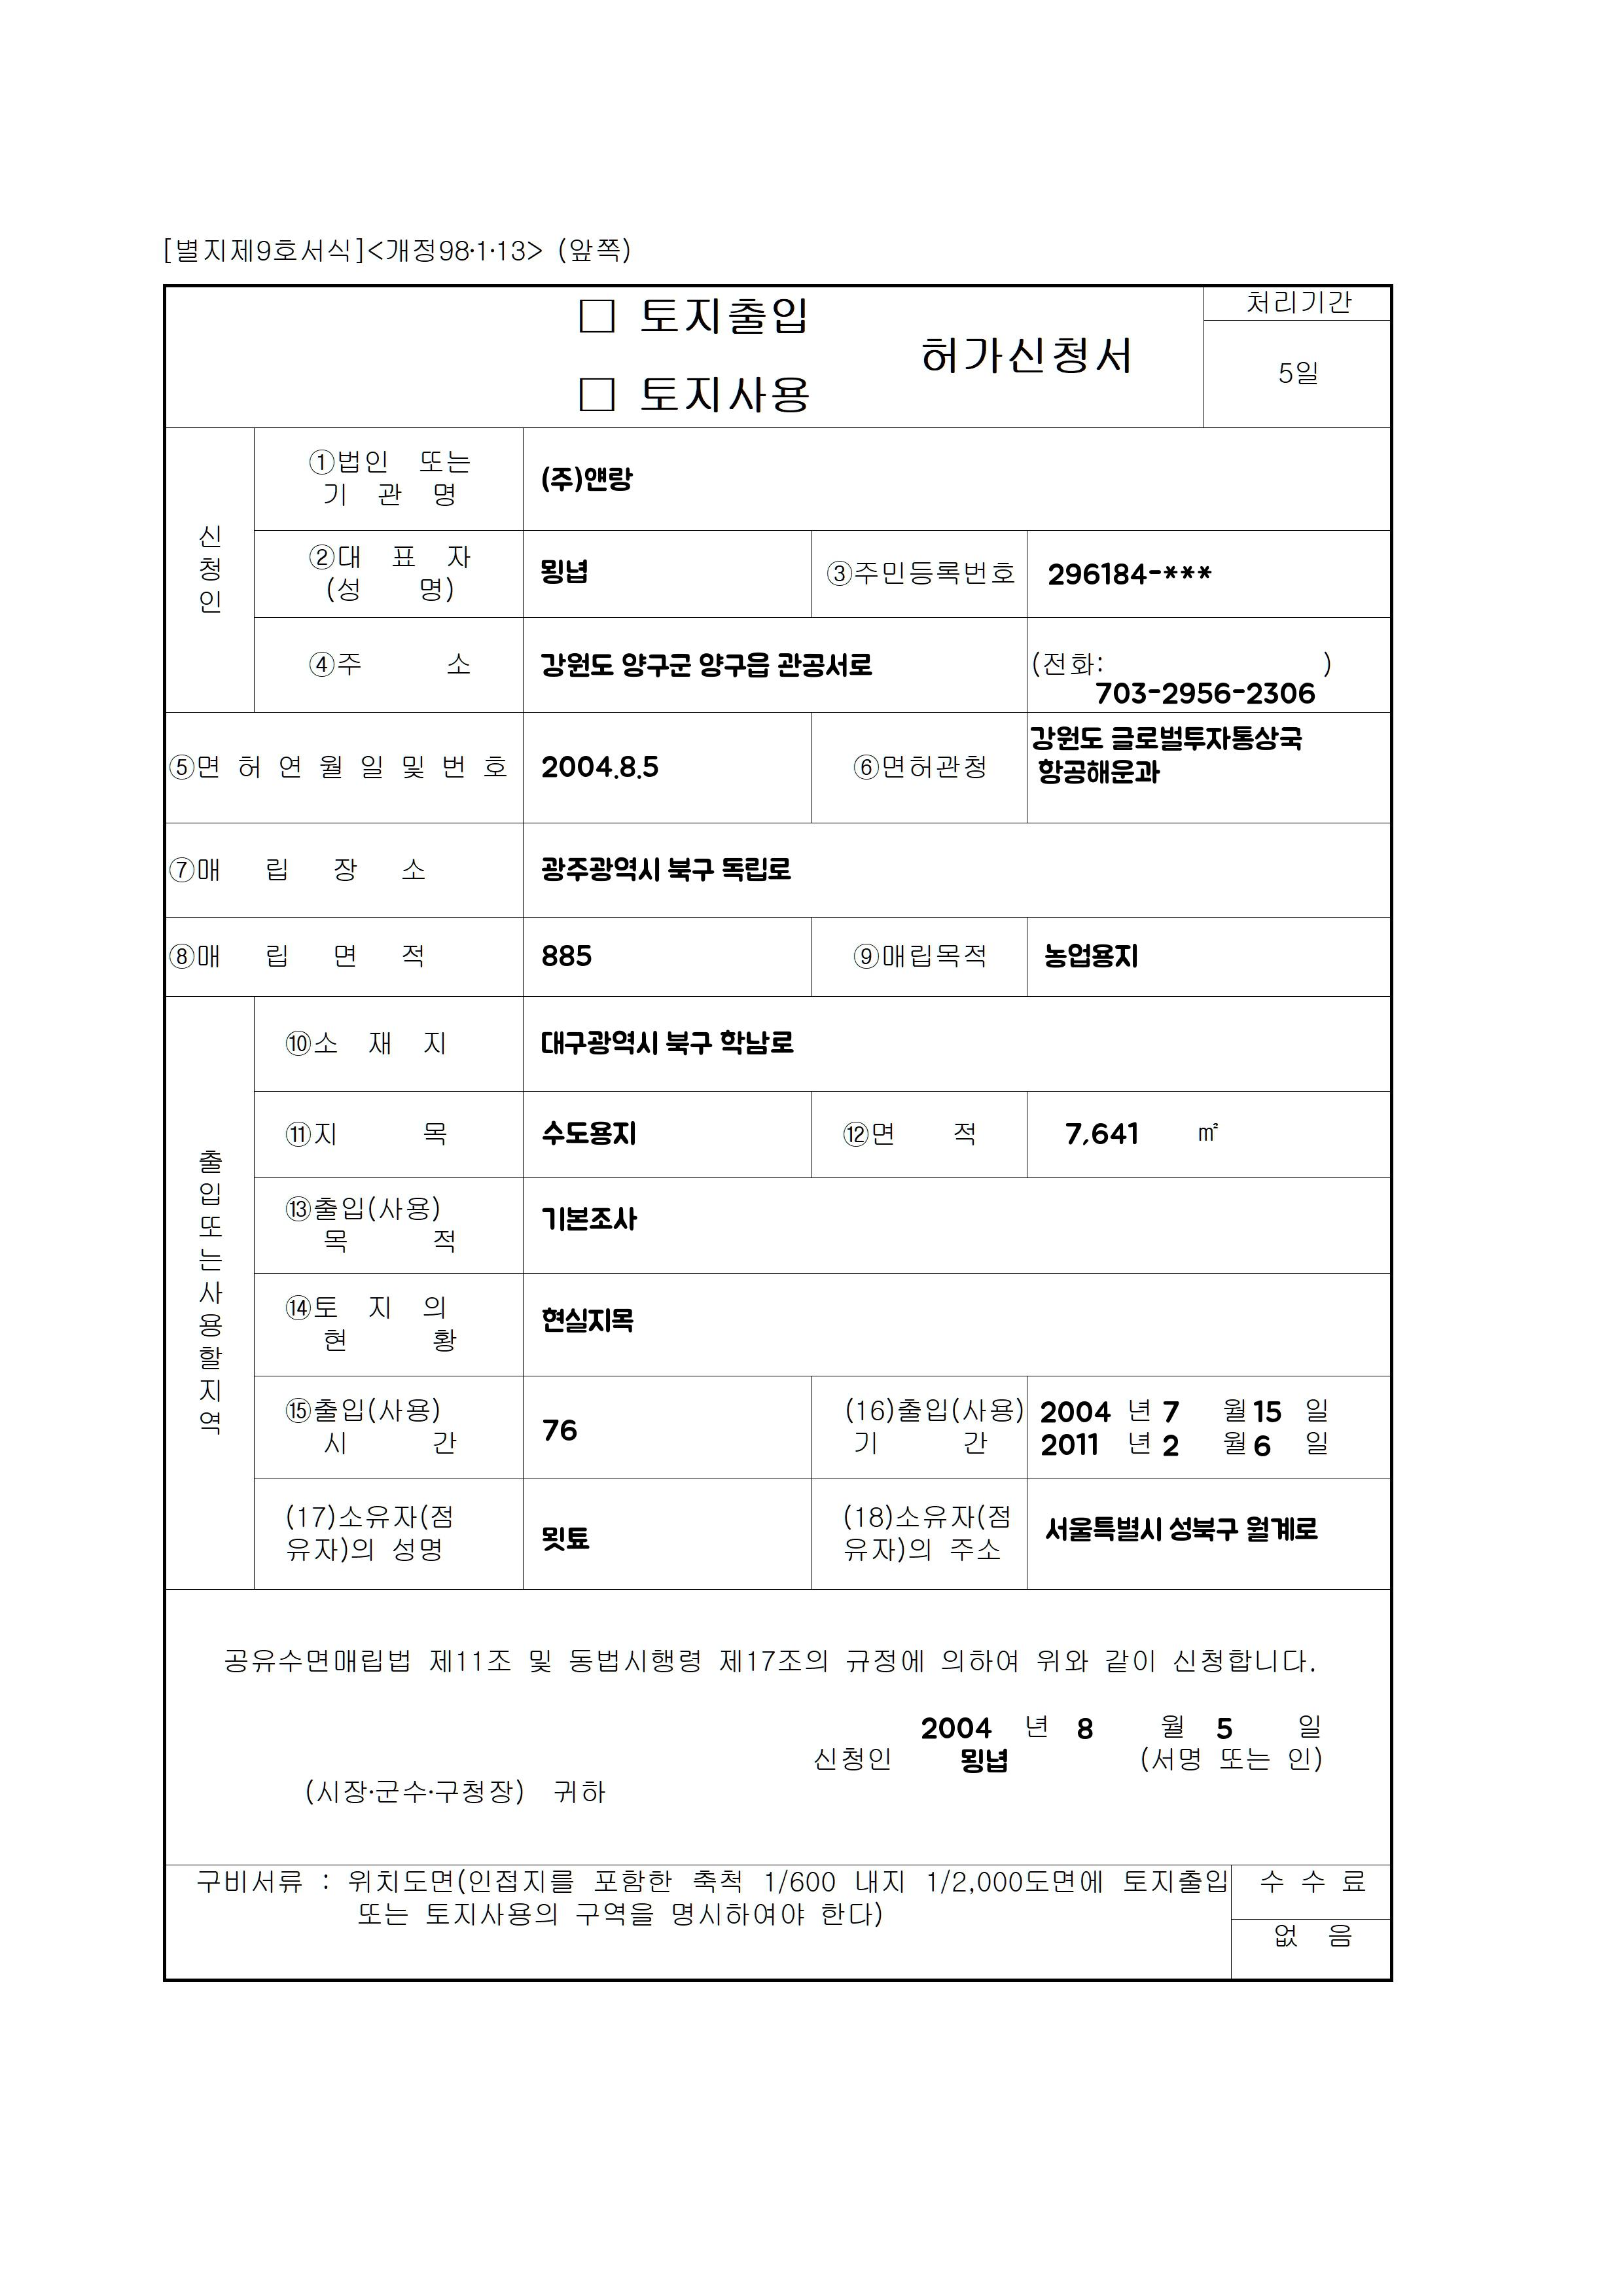 [별지제9호서식]<개정98·1·13> (앞쪽)
□ 토지출입
□ 토지사용
허가신청서
처리기간
5일
신청인
①법인 또는
기 관 명
(주)앤랑
②대 표 자
(성 명)
묑녑
③주민등록번호
296184-***
④주 소
강원도 양구군 양구읍 관공서로
(전화: )
703-2956-2306
⑤면 허 연 월 일 및 번 호
2004.8.5
⑥면허관청
강원도 글로벌투자통상국
항공해운과
⑦매 립 장 소
광주광역시 북구 독립로
⑧매 립 면 적
885
⑨매립목적
농업용지
출입또는사용할지역
⑩소 재 지
대구광역시 북구 학남로
⑪지 목
수도용지
⑫면 적
7,641 ㎡
⑬출입(사용)
목 적
기본조사
⑭토 지 의
현 황
현실지목
⑮출입(사용)
시 간
76
(16)출입(사용)
기 간
2004 년 7 월 15 일
2011 년 2 월 6 일
(17)소유자(점
유자)의 성명
(18)소유자(점
유자)의 주소
서울특별시 성북구 월계로
공유수면매립법 제11조 및 동법시행령 제17조의 규정에 의하여 위와 같이 신청합니다.
2004 년 8 월 5 일
신청인 묑녑 (서명 또는 인)
(시장·군수·구청장) 귀하
구비서류 : 위치도면(인접지를 포함한 축척 1/600 내지 1/2,000도면에 토지출입
또는 토지사용의 구역을 명시하여야 한다)
수 수 료
없 음